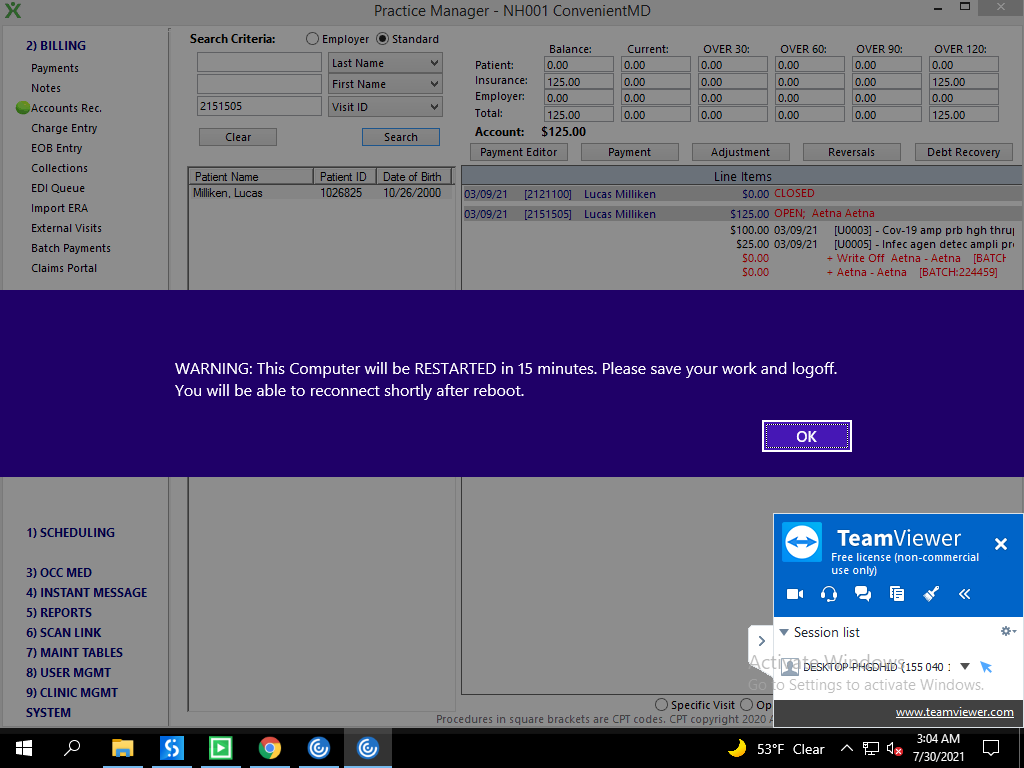 Practice Manager - NH001 ConvenientMD
2) BILLING
Payments
Notes
Accounts Rec.
Charge Entry
EOB Entry
Collections
EDI Queue
Import ERA
External Visits
Batch Payments
Claims Portal
Search Criteria:
Employer
Standard
Last Name
First Name
2151505
Visit ID
Clear
Search
Balance: Current: OVER 30: OVER 60: OVER 90: OVER 120:
Patient: 0.00 0.00 0.00 0.00 0.00 0.00
Insurance: 125.00 0.00 0.00 0.00 0.00 125.00
Employer: 0.00 0.00 0.00 0.00 0.00 0.00
Total: 125.00 0.00 0.00 0.00 0.00 125.00
Account: $125.00
Payment Editor Payment Adjustment Reversals Debt Recovery
Patient Name Patient ID Date of Birth
Milliken, Lucas 1026825 10/26/2000
Line Items
03/09/21 [2121100] Lucas Milliken $0.00 CLOSED
03/09/21 [2151505] Lucas Milliken $125.00 OPEN; Aetna Aetna
$100.00 03/09/21 [U0003] - Cov-19 amp prb hgh thrup
$25.00 03/09/21 [U0005] - Infec agen detec ampli pro
$0.00 + Write Off Aetna - Aetna [BATCH
$0.00 + Aetna - Aetna [BATCH:224459]
WARNING: This Computer will be RESTARTED in 15 minutes. Please save your work and logoff.
You will be able to reconnect shortly after reboot.
OK
1) SCHEDULING
3) OCC MED
4) INSTANT MESSAGE
5) REPORTS
6) SCAN LINK
7) MAINT TABLES
8) USER MGMT
9) CLINIC MGMT
SYSTEM
Specific Visit Op
Procedures in square brackets are CPT codes. CPT copyright 2020 A
TeamViewer
Free license (non-commercial
use only)
Session list
DESKTOP-PHGDH1D (155 040
Activate Windows
Go to Settings to activate Windows.
www.teamviewer.com
53°F Clear
3:04 AM
7/30/2021